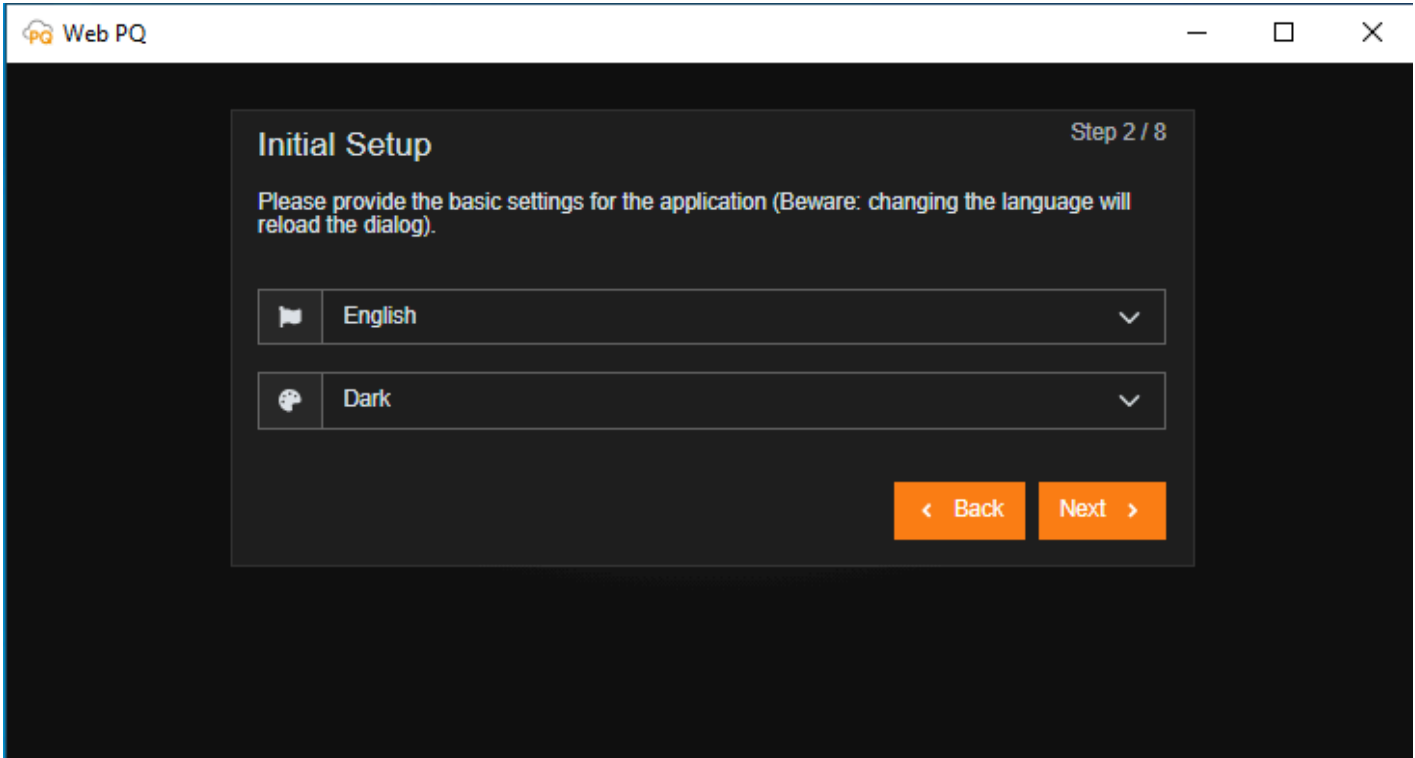 PQ Web PQ
Initial Setup
Step 2 / 8
Please provide the basic settings for the application (Beware: changing the language will
reload the dialog).
English
Dark
Back
Next